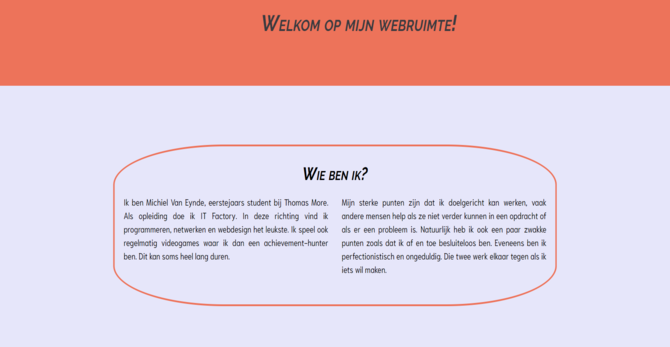 Welkom op mijn webruimte!
Wie ben ik?
Ik ben Michiel Van Eynde, eerstejaars student bij Thomas More.
Als opleiding doe ik IT Factory. In deze richting vind ik
programmeren, netwerken en webdesign het leukste. Ik speel ook
regelmatig videogames waar ik dan een achievement-hunter
ben. Dit kan soms heel lang duren.
Mijn sterke punten zijn dat ik doelgericht kan werken, vaak
andere mensen help als ze niet verder kunnen in een opdracht of
als er een probleem is. Natuurlijk heb ik ook een paar zwakke
punten zoals dat ik af en toe besluiteloos ben. Eveneens ben ik
perfectionistisch en ongeduldig. Die twee werk elkaar tegen als ik
iets wil maken.